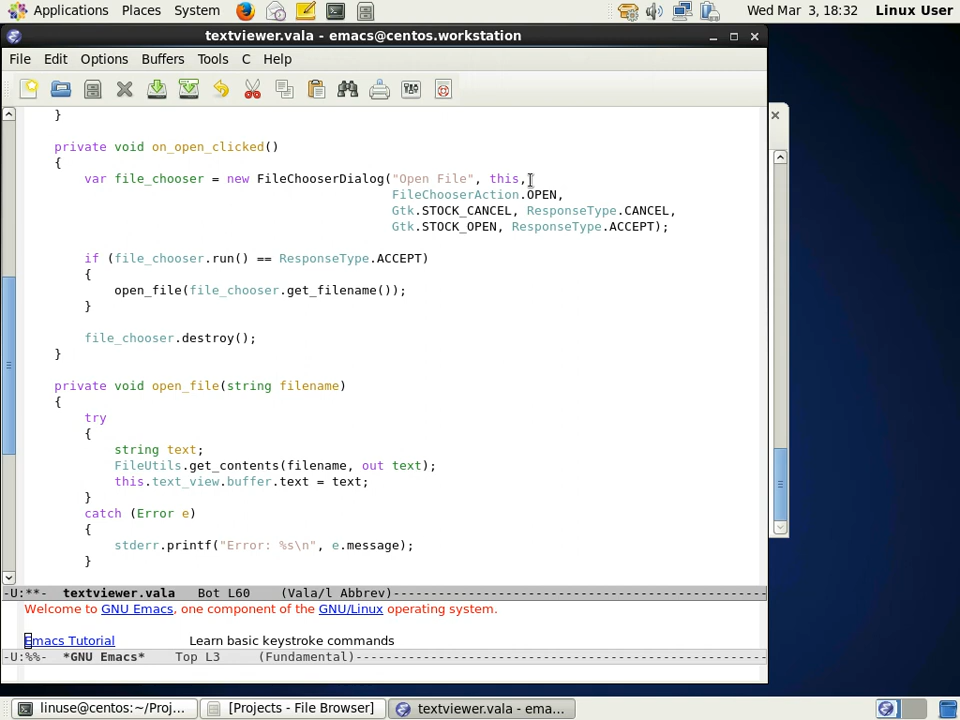 Applications Places System Wed Mar 3, 18:32 Linux User
textviewer.vala - emacs@centos.workstation
File Edit Options Buffers Tools C Help
    }
    private void on_open_clicked()
    {
        var file_chooser = new FileChooserDialog("Open File", this,
                                                 FileChooserAction.OPEN,
                                                 Gtk.STOCK_CANCEL, ResponseType.CANCEL,
                                                 Gtk.STOCK_OPEN, ResponseType.ACCEPT);
        if (file_chooser.run() == ResponseType.ACCEPT)
        {
            open_file(file_chooser.get_filename());
        }
        file_chooser.destroy();
    }
    private void open_file(string filename)
    {
        try
        {
            string text;
            FileUtils.get_contents(filename, out text);
            this.text_view.buffer.text = text;
        }
        catch (Error e)
        {
            stderr.printf("Error: %s\n", e.message);
        }
-U:**- textviewer.vala Bot L60 (Vala/l Abbrev)
Welcome to GNU Emacs, one component of the GNU/Linux operating system.
Emacs Tutorial Learn basic keystroke commands
-U:%%- *GNU Emacs* Top L3 (Fundamental)
linuse@centos:~/Proj... [Projects - File Browser] textviewer.vala - ema...